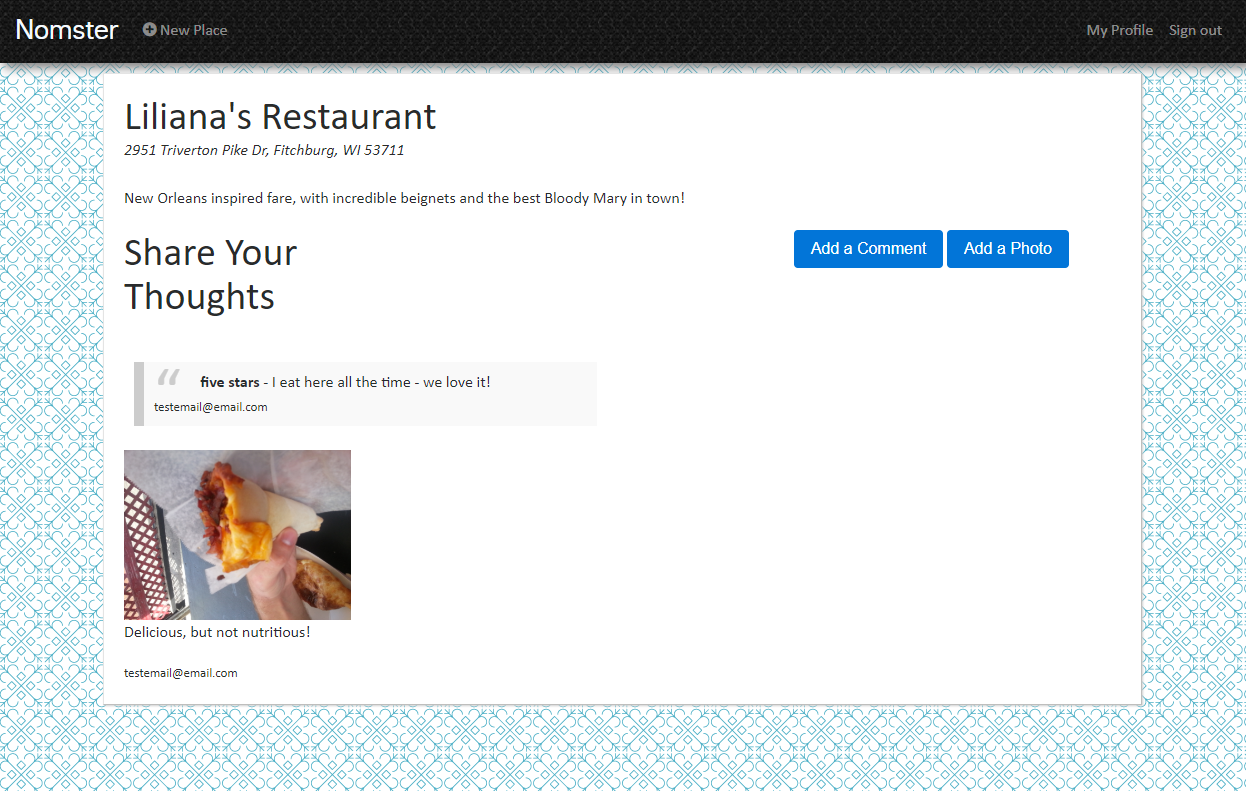 Nomster New Place My Profile Sign out
Liliana's Restaurant
2951 Triverton Pike Dr, Fitchburg, WI 53711
New Orleans inspired fare, with incredible beignets and the best Bloody Mary in town!
Share Your
Thoughts
Add a Comment Add a Photo
“ five stars - I eat here all the time - we love it!
testemail@email.com
Delicious, but not nutritious!
testemail@email.com